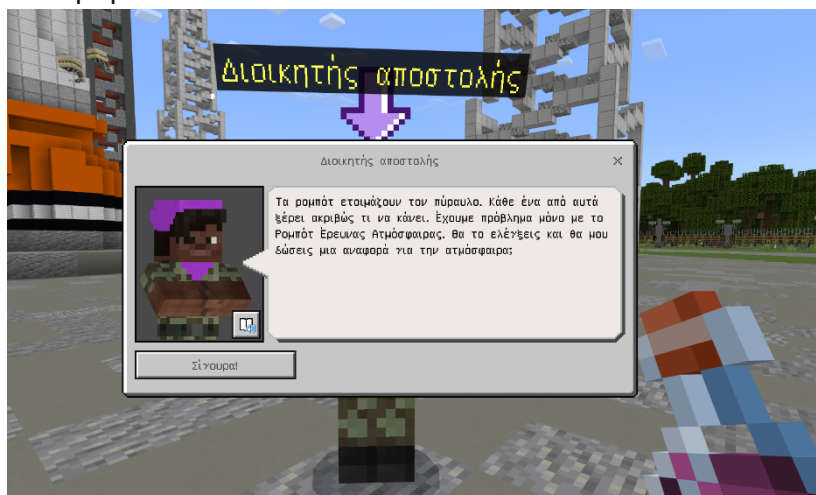 Διοικητής αποστολής
Διοικητής αποστολής
Τα ρομπότ ετοιμάζουν τον πύραυλο. Κάθε ένα από αυτά
ξέρει ακριβώς τι να κάνει. Έχουμε πρόβλημα μόνο με το
Ρομπότ Έρευνας Ατμόσφαιρας. Θα το ελέγξεις και θα μου
δώσεις μια αναφορά για την ατμόσφαιρα;
Σίγουρα!